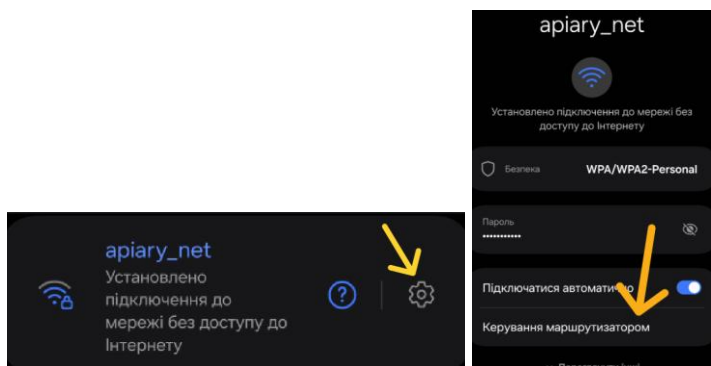 apiary_net
Установлено
підключення до
мережі без доступу до
Інтернету
?
apiary_net
Установлено підключення до мережі без
доступу до Інтернету
Безпека WPA/WPA2-Personal
Пароль
•••••••••••
Підключатися автоматично
Керування маршрутизатором